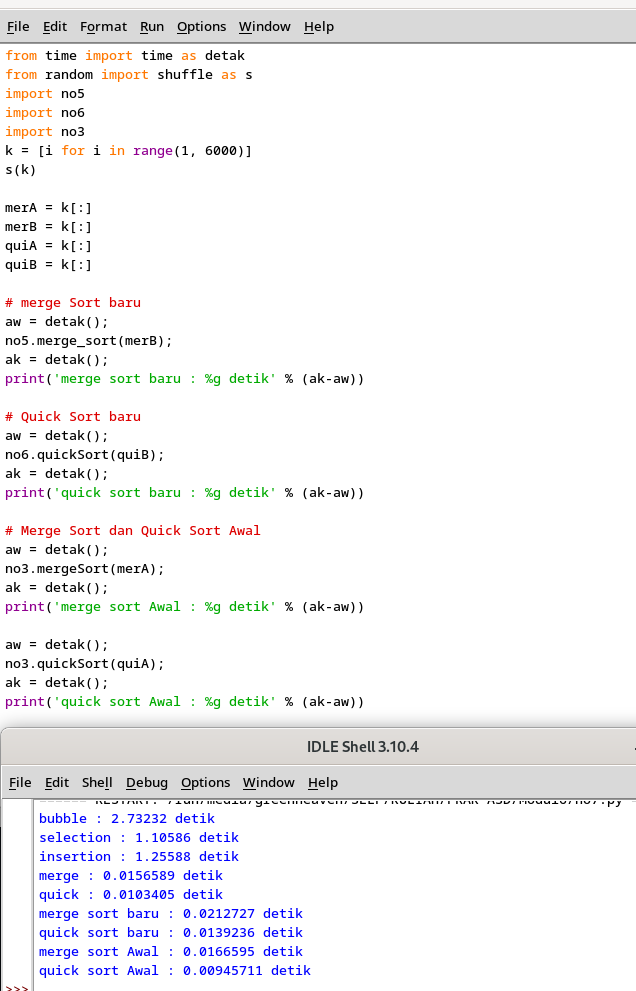 File Edit Format Run Options Window Help
from time import time as detak
from random import shuffle as s
import no5
import no6
import no3
k = [i for i in range(1, 6000)]
s(k)
merA = k[:]
merB = k[:]
quiA = k[:]
quiB = k[:]
# merge Sort baru
aw = detak();
no5.merge_sort(merB);
ak = detak();
print('merge sort baru : %g detik' % (ak-aw))
# Quick Sort baru
aw = detak();
no6.quickSort(quiB);
ak = detak();
print('quick sort baru : %g detik' % (ak-aw))
# Merge Sort dan Quick Sort Awal
aw = detak();
no3.mergeSort(merA);
ak = detak();
print('merge sort Awal : %g detik' % (ak-aw))
aw = detak();
no3.quickSort(quiA);
ak = detak();
print('quick sort Awal : %g detik' % (ak-aw))
IDLE Shell 3.10.4
File Edit Shell Debug Options Window Help
bubble : 2.73232 detik
selection : 1.10586 detik
insertion : 1.25588 detik
merge : 0.0156589 detik
quick : 0.0103405 detik
merge sort baru : 0.0212727 detik
quick sort baru : 0.0139236 detik
merge sort Awal : 0.0166595 detik
quick sort Awal : 0.00945711 detik
>>>